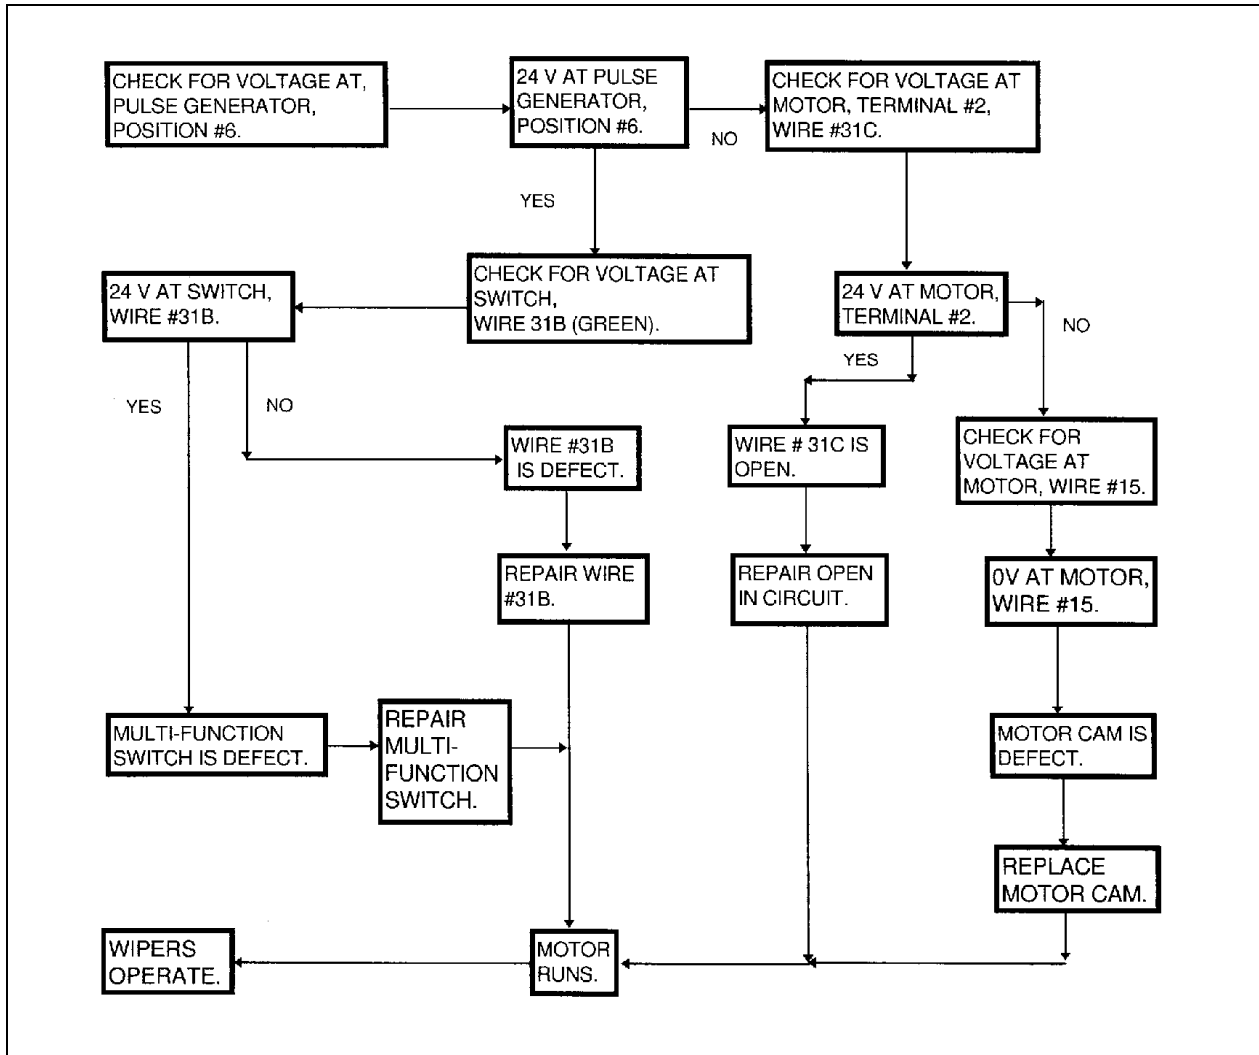 CHECK FOR VOLTAGE AT,
PULSE GENERATOR,
POSITION #6.
24 V AT PULSE
GENERATOR,
POSITION #6.
NO
CHECK FOR VOLTAGE AT
MOTOR, TERMINAL #2,
WIRE #31C.
YES
24 V AT SWITCH,
WIRE #31B.
CHECK FOR VOLTAGE AT
SWITCH,
WIRE 31B (GREEN).
24 V AT MOTOR,
TERMINAL #2.
NO
YES
YES
NO
WIRE #31B
IS DEFECT.
WIRE # 31C IS
OPEN.
CHECK FOR
VOLTAGE AT
MOTOR, WIRE #15.
REPAIR WIRE
#31B.
REPAIR OPEN
IN CIRCUIT.
0V AT MOTOR,
WIRE #15.
MULTI-FUNCTION
SWITCH IS DEFECT.
REPAIR
MULTI-
FUNCTION
SWITCH.
MOTOR CAM IS
DEFECT.
REPLACE
MOTOR CAM.
WIPERS
OPERATE.
MOTOR
RUNS.